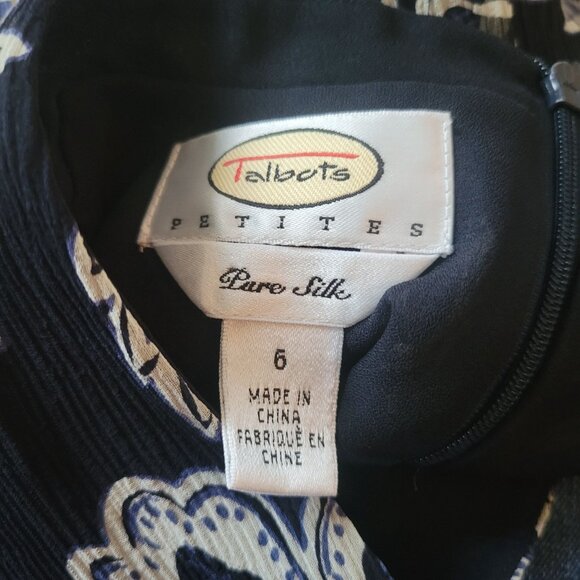 Talbots
PETITES
Pure Silk
6
MADE IN
CHINA
FABRIQUÉ EN
CHINE